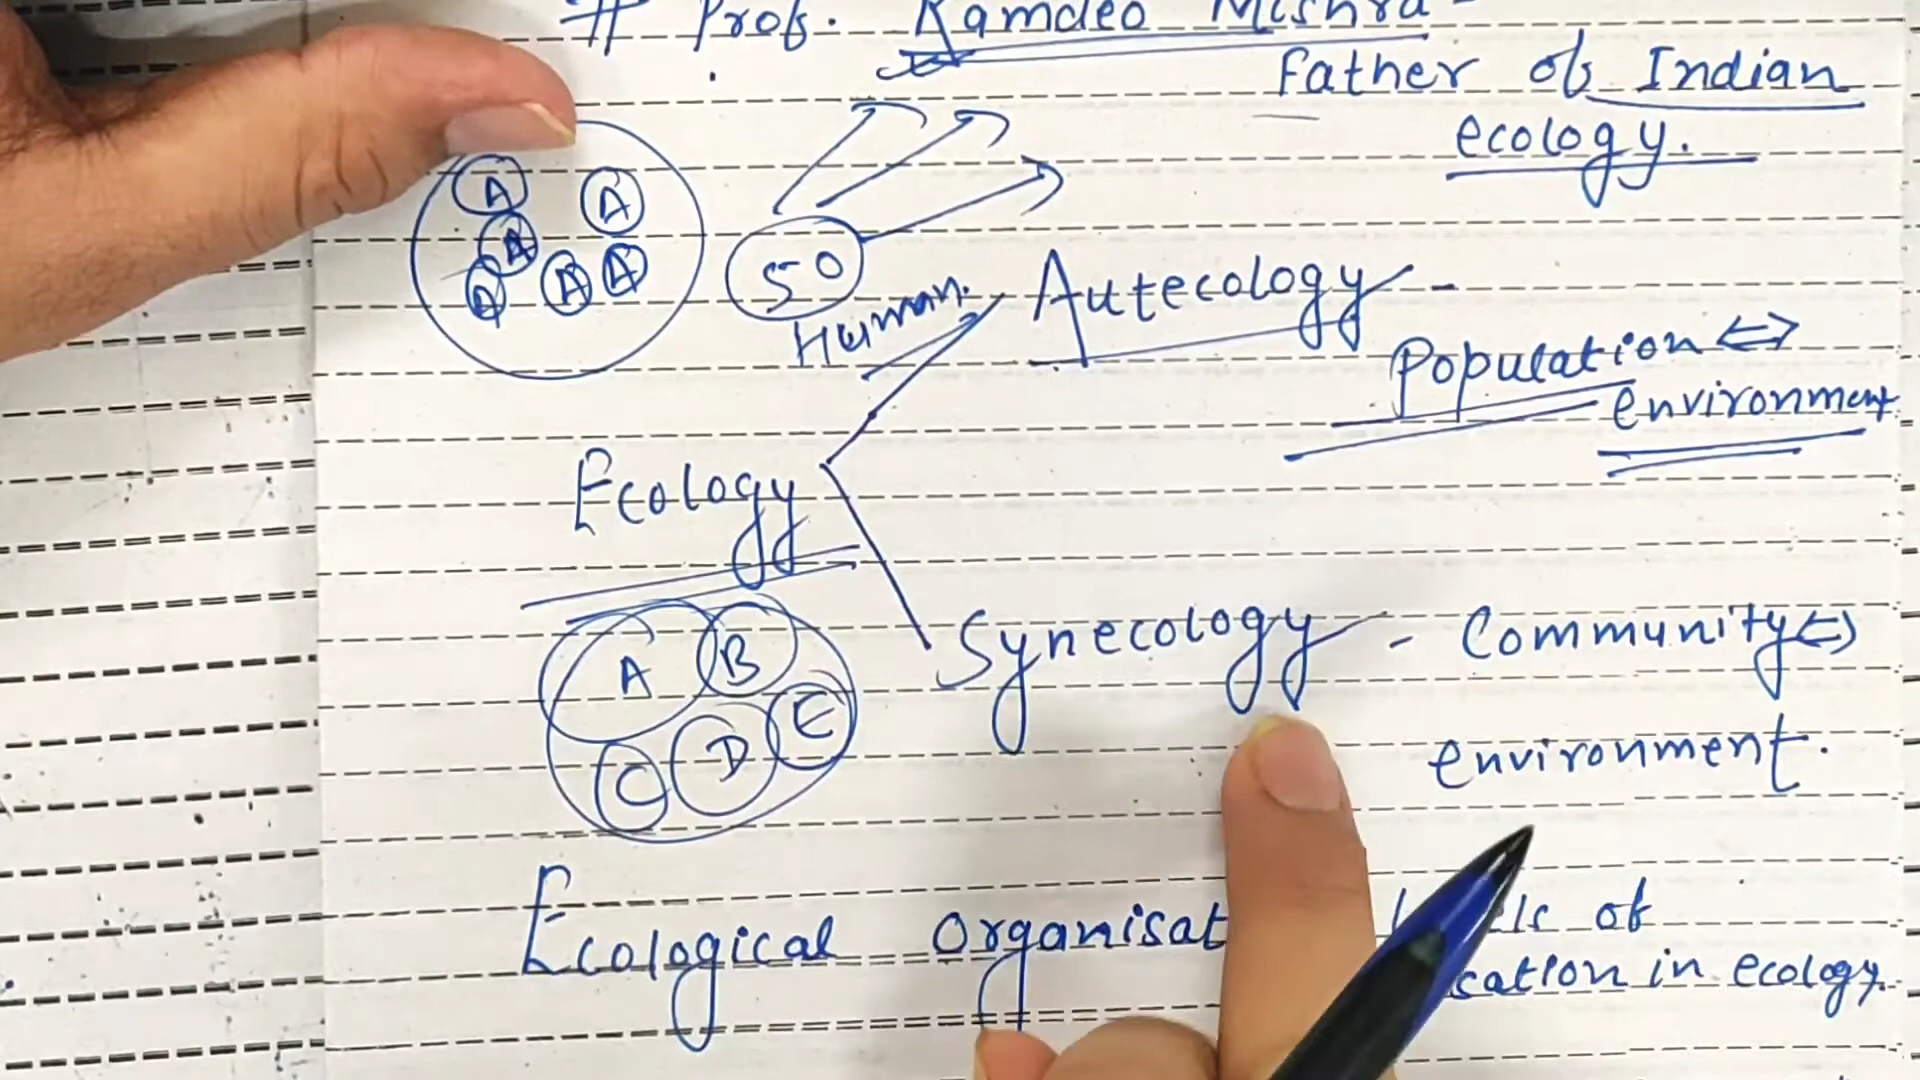 # Prof. Ramdeo Mishra -
Father of Indian
ecology.
A A A A A A
50
Human.
Autecology -
Population ⇔
environment
Ecology
Synecology - Community ⇔
environment.
A B C D E
Ecological
of
in ecology.